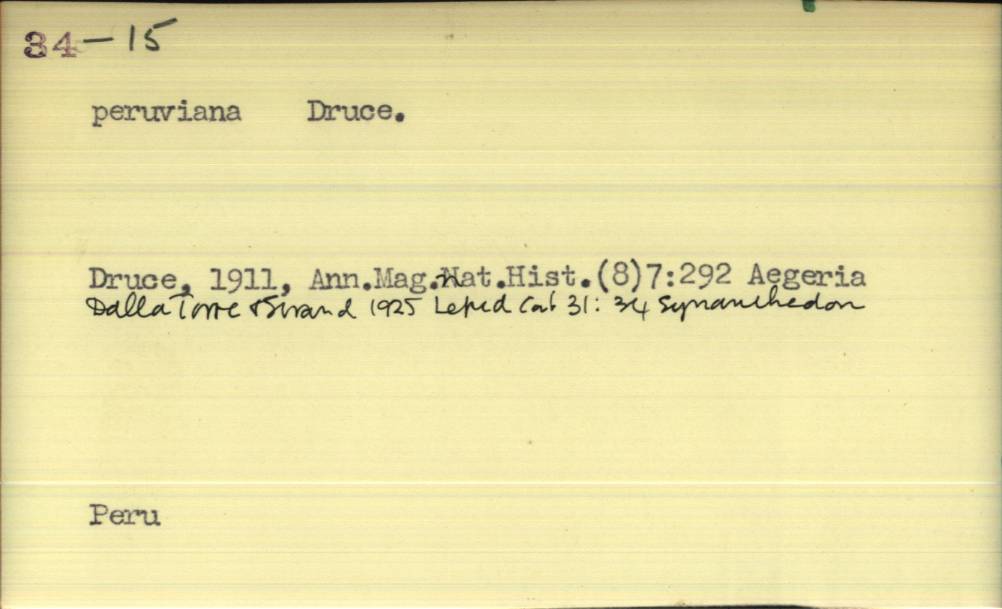 34-15
peruviana Druce.
Druce, 1911, Ann.Mag.Nat.Hist.(8)7:292 Aegeria
Dalla Torre & Strand 1925 Lepid Cat 31: 34 Synanthedon
Peru